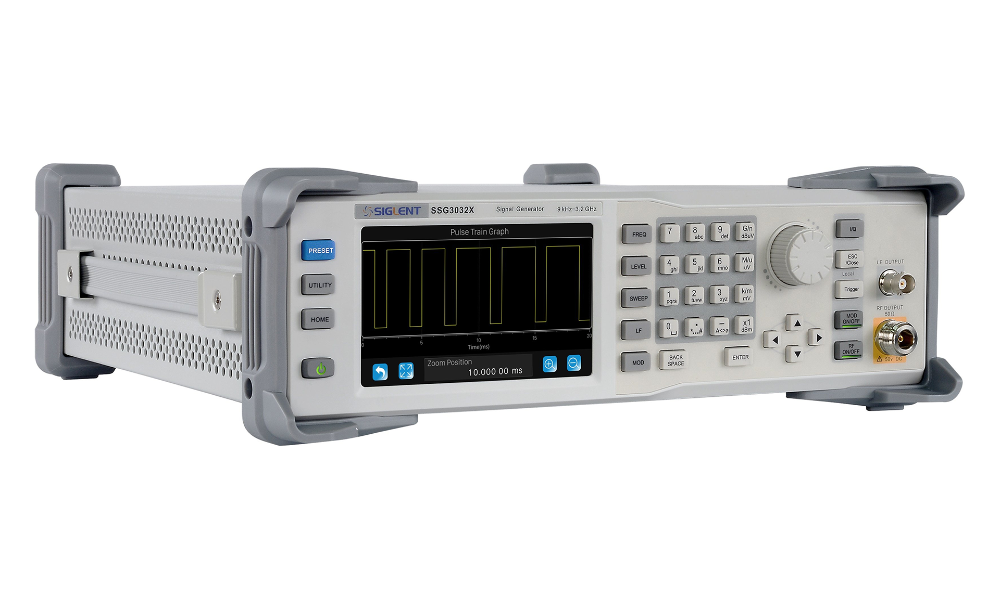 SIGLENT SSG3032X Signal Generator 9 kHz-3.2 GHz
PRESET
UTILITY
HOME
Pulse Train Graph
0 5 10 15 20
Time(ms)
Zoom Position
10.000 00 ms
FREQ
LEVEL
SWEEP
LF
MOD
7
8 abc
9 def
G/n dBuV
4 ghi
5 jkl
6 mno
M/u uV
1 pqrs
2 tuvw
3 xyz
k/m mV
0
. *...#
– A<>a
x1 dBm
BACK
SPACE
ENTER
I/Q
ESC
/Close
Local
Trigger
MOD
ON/OFF
RF
ON/OFF
LF OUTPUT
RF OUTPUT
50Ω
50v DC